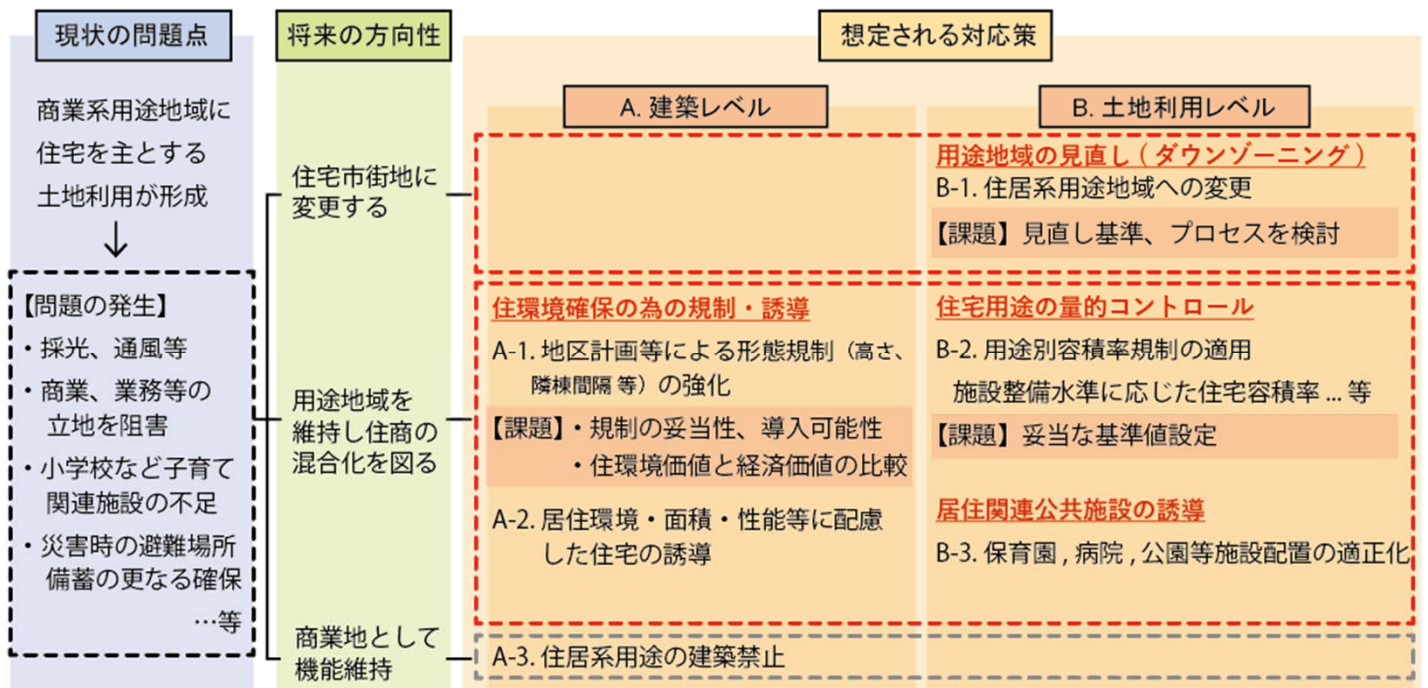 現状の問題点
将来の方向性
想定される対応策
商業系用途地域に
住宅を主とする
土地利用が形成
↓
【問題の発生】
・採光、通風等
・商業、業務等の
立地を阻害
・小学校など子育て
関連施設の不足
・災害時の避難場所
備蓄の更なる確保
…等
住宅市街地に
変更する
用途地域を
維持し住商の
混合化を図る
商業地として
機能維持
A. 建築レベル
住環境確保の為の規制・誘導
A-1. 地区計画等による形態規制（高さ、
隣棟間隔 等）の強化
【課題】・規制の妥当性、導入可能性
・住環境価値と経済価値の比較
A-2. 居住環境・面積・性能等に配慮
した住宅の誘導
A-3. 住居系用途の建築禁止
B. 土地利用レベル
用途地域の見直し ( ダウンゾーニング )
B-1. 住居系用途地域への変更
【課題】見直し基準、プロセスを検討
住宅用途の量的コントロール
B-2. 用途別容積率規制の適用
施設整備水準に応じた住宅容積率 ... 等
【課題】妥当な基準値設定
居住関連公共施設の誘導
B-3. 保育園 , 病院 , 公園等施設配置の適正化